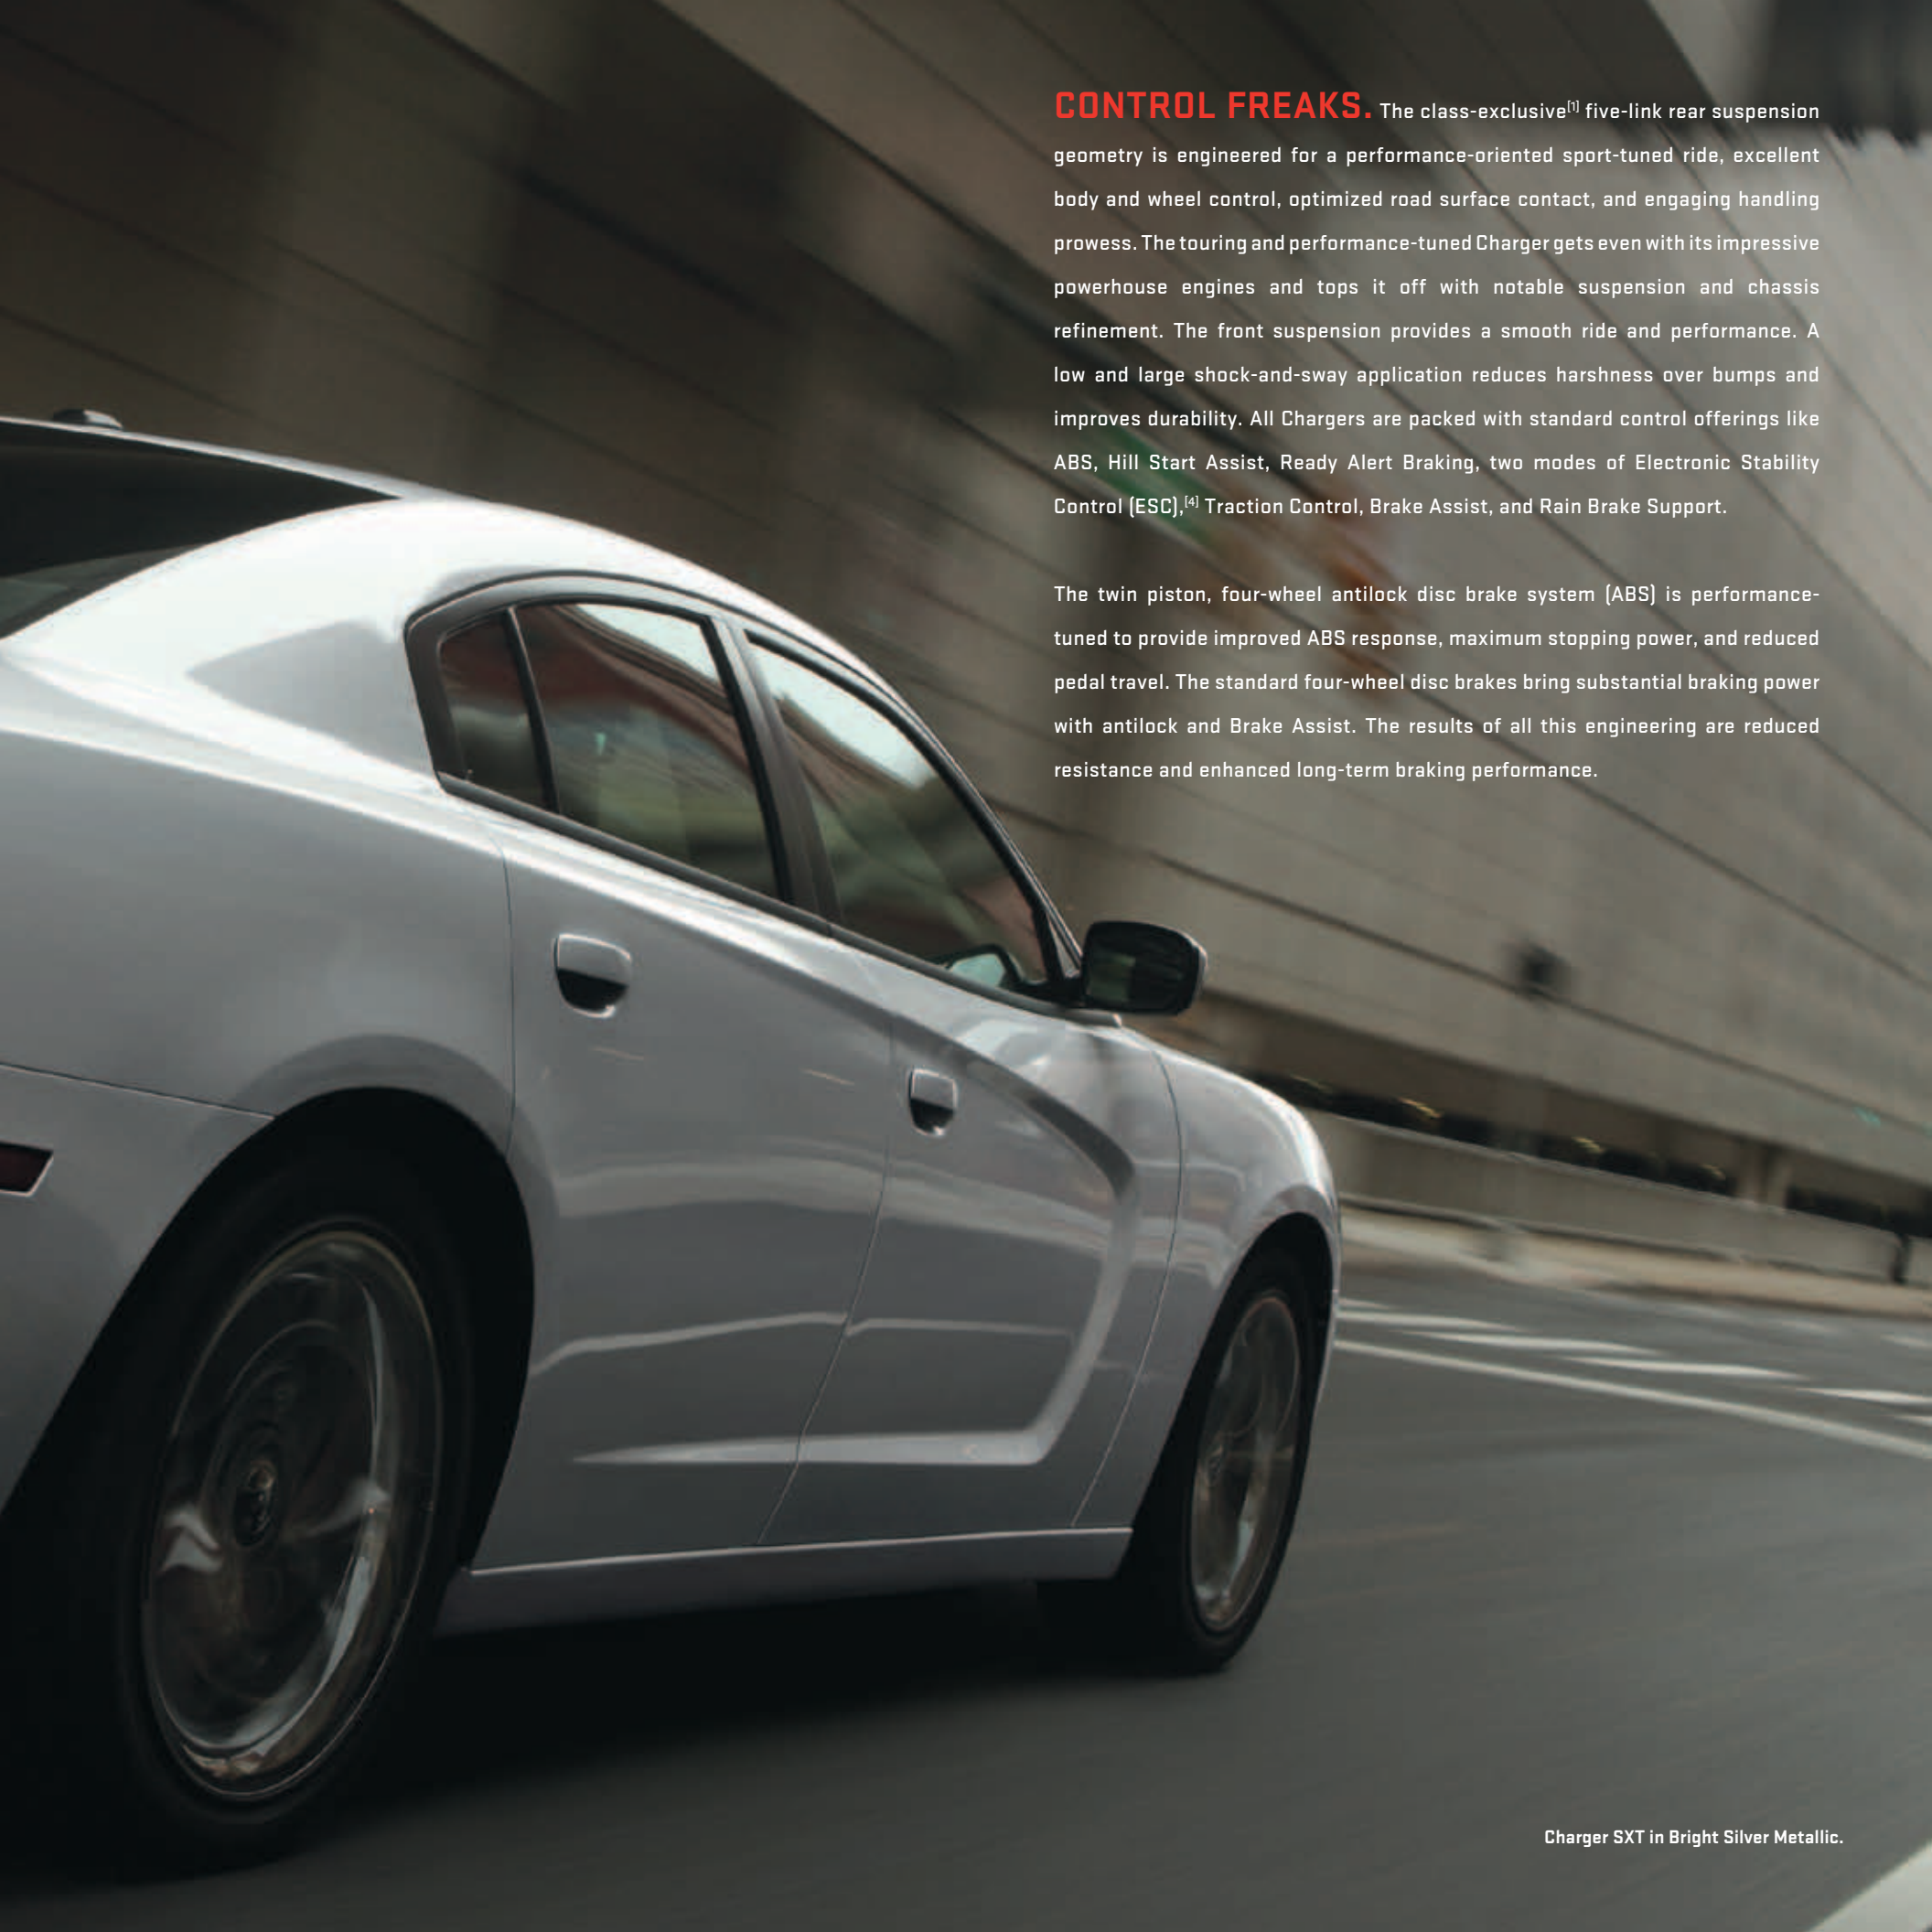 CONTROL FREAKS. The class-exclusive[1] five-link rear suspension
geometry is engineered for a performance-oriented sport-tuned ride, excellent
body and wheel control, optimized road surface contact, and engaging handling
prowess. The touring and performance-tuned Charger gets even with its impressive
powerhouse engines and tops it off with notable suspension and chassis
refinement. The front suspension provides a smooth ride and performance. A
low and large shock-and-sway application reduces harshness over bumps and
improves durability. All Chargers are packed with standard control offerings like
ABS, Hill Start Assist, Ready Alert Braking, two modes of Electronic Stability
Control (ESC),[4] Traction Control, Brake Assist, and Rain Brake Support.
The twin piston, four-wheel antilock disc brake system (ABS) is performance-
tuned to provide improved ABS response, maximum stopping power, and reduced
pedal travel. The standard four-wheel disc brakes bring substantial braking power
with antilock and Brake Assist. The results of all this engineering are reduced
resistance and enhanced long-term braking performance.
Charger SXT in Bright Silver Metallic.